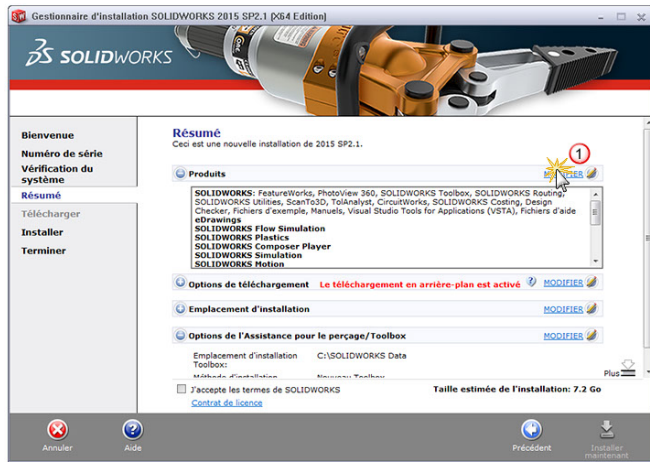 Gestionnaire d'installation SOLIDWORKS 2015 SP2.1 (X64 Edition)
SOLIDWORKS
Bienvenue
Numéro de série
Vérification du
système
Résumé
Télécharger
Installer
Terminer
Résumé
Ceci est une nouvelle installation de 2015 SP2.1.
Produits
MODIFIER
1
SOLIDWORKS: FeatureWorks, PhotoView 360, SOLIDWORKS Toolbox, SOLIDWORKS Routing,
SOLIDWORKS Utilities, ScanTo3D, TolAnalyst, CircuitWorks, SOLIDWORKS Costing, Design
Checker, Fichiers d'exemple, Manuels, Visual Studio Tools for Applications (VSTA), Fichiers d'aide
eDrawings
SOLIDWORKS Flow Simulation
SOLIDWORKS Plastics
SOLIDWORKS Composer Player
SOLIDWORKS Simulation
SOLIDWORKS Motion
Options de téléchargement Le téléchargement en arrière-plan est activé ? MODIFIER
Emplacement d'installation MODIFIER
Options de l'Assistance pour le perçage/Toolbox MODIFIER
Emplacement d'installation C:\SOLIDWORKS Data
Toolbox:
Méthode d'installation Nouveau Toolbox
Plus
J'accepte les termes de SOLIDWORKS Taille estimée de l'installation: 7.2 Go
Contrat de licence
Annuler
Aide
Précédent
Installer
maintenant